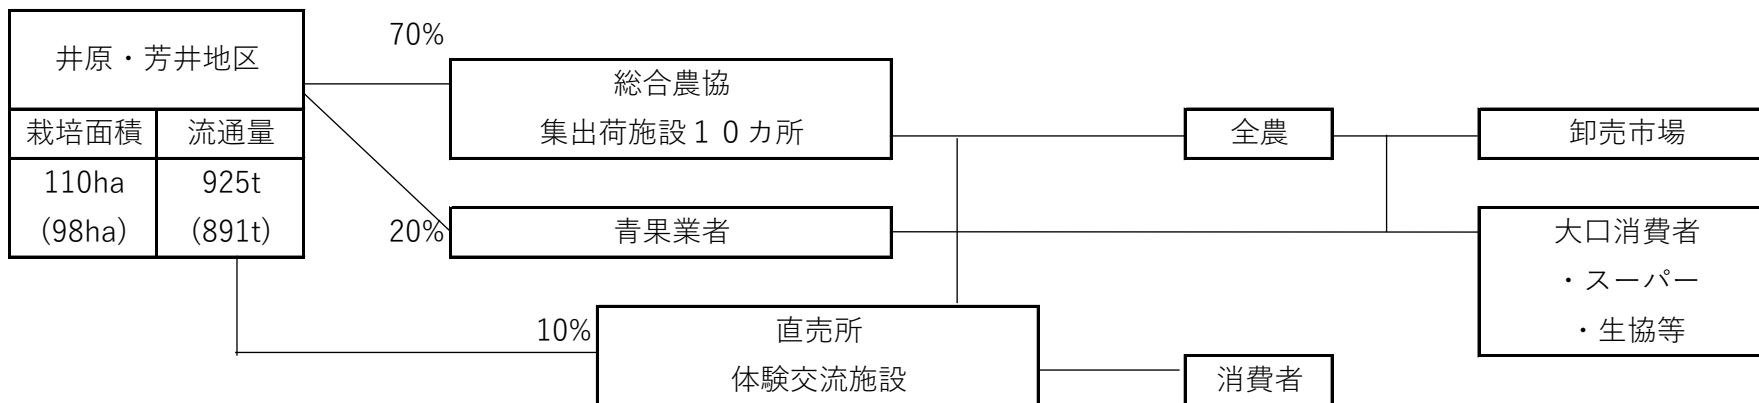 井原・芳井地区
栽培面積 流通量
110ha 925t
(98ha) (891t)
70%
総合農協
集出荷施設１０カ所
全農
卸売市場
20%
青果業者
大口消費者
・スーパー
・生協等
10%
直売所
体験交流施設
消費者